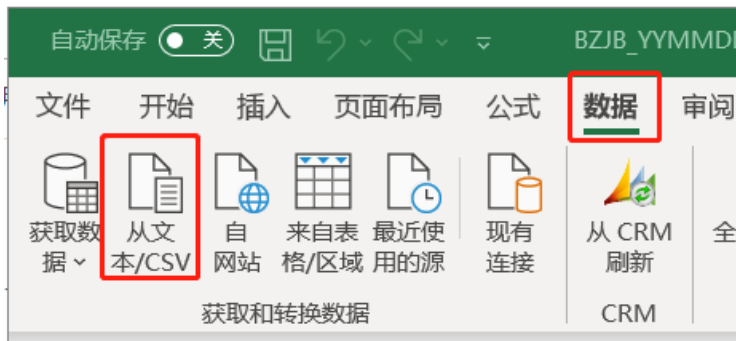 自动保存 关 BZJB_YYMMD
文件 开始 插入 页面布局 公式 数据 审阅
获取数 从文 自 来自表 最近使 现有 从 CRM 全
据 本/CSV 网站 格/区域 用的源 连接 刷新
获取和转换数据 CRM